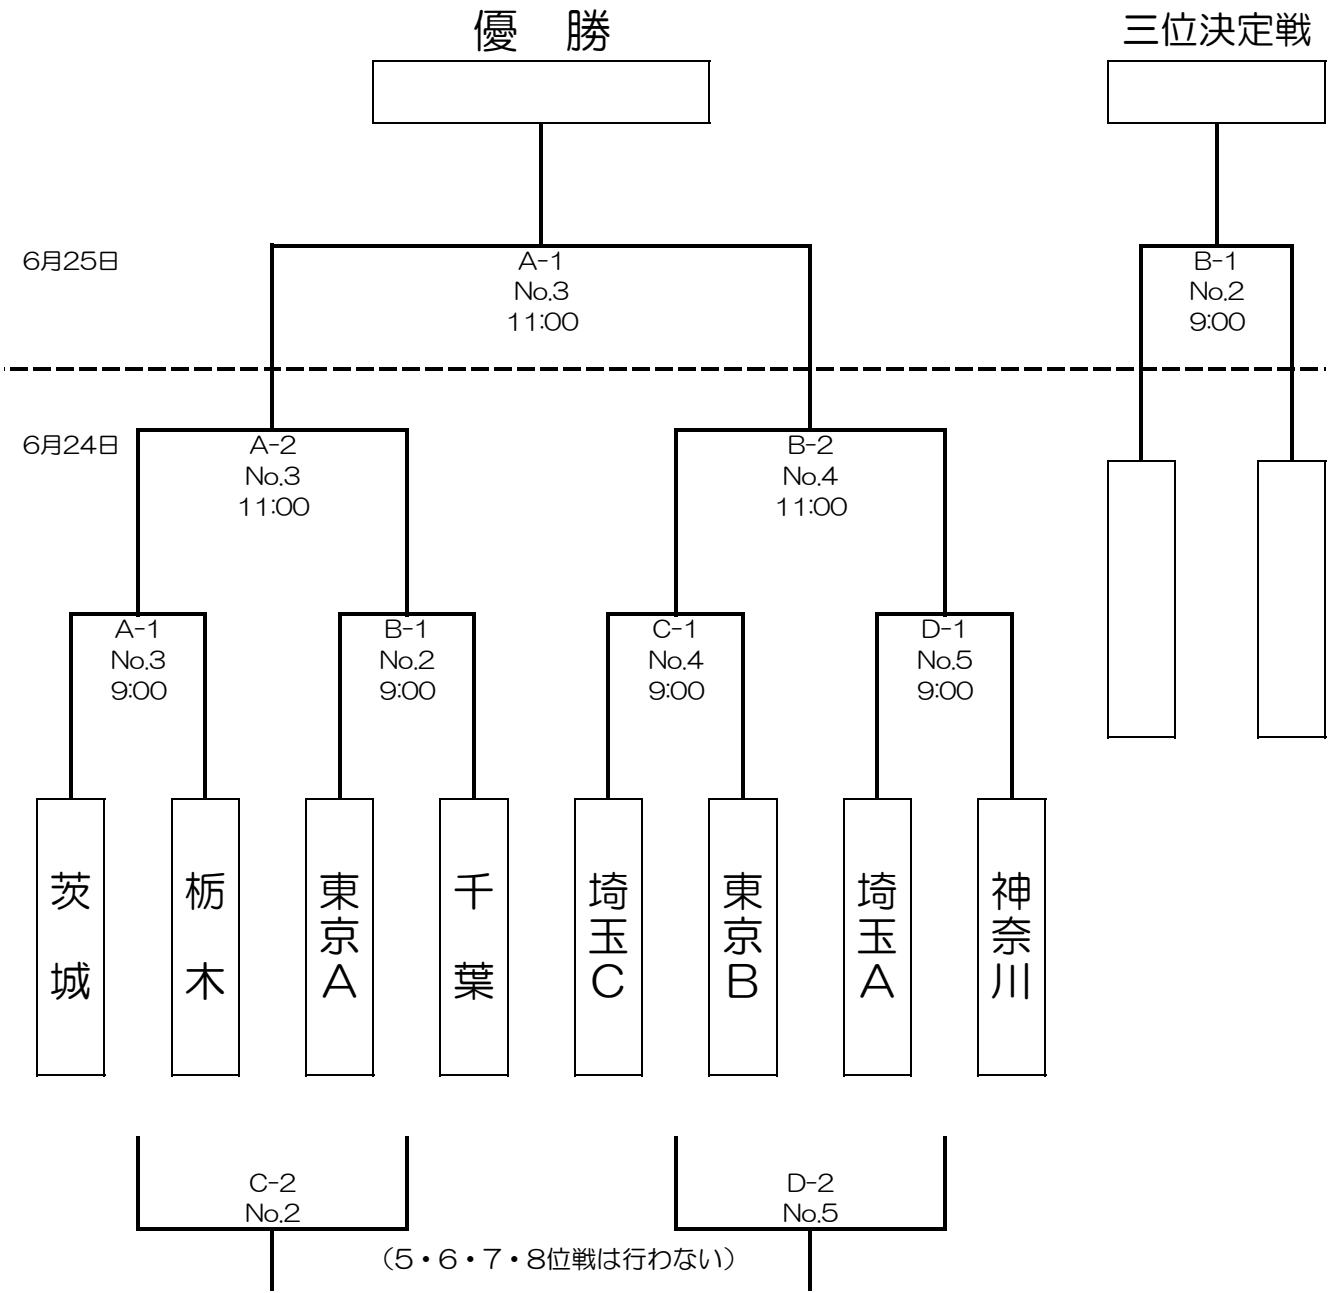 優　勝
三位決定戦
6月25日
A-1
No.3
11:00
B-1
No.2
9:00
6月24日
A-2
No.3
11:00
B-2
No.4
11:00
A-1
No.3
9:00
B-1
No.2
9:00
C-1
No.4
9:00
D-1
No.5
9:00
茨城
栃木
東京A
千葉
埼玉C
東京B
埼玉A
神奈川
C-2
No.2
D-2
No.5
（5・6・7・8位戦は行わない）